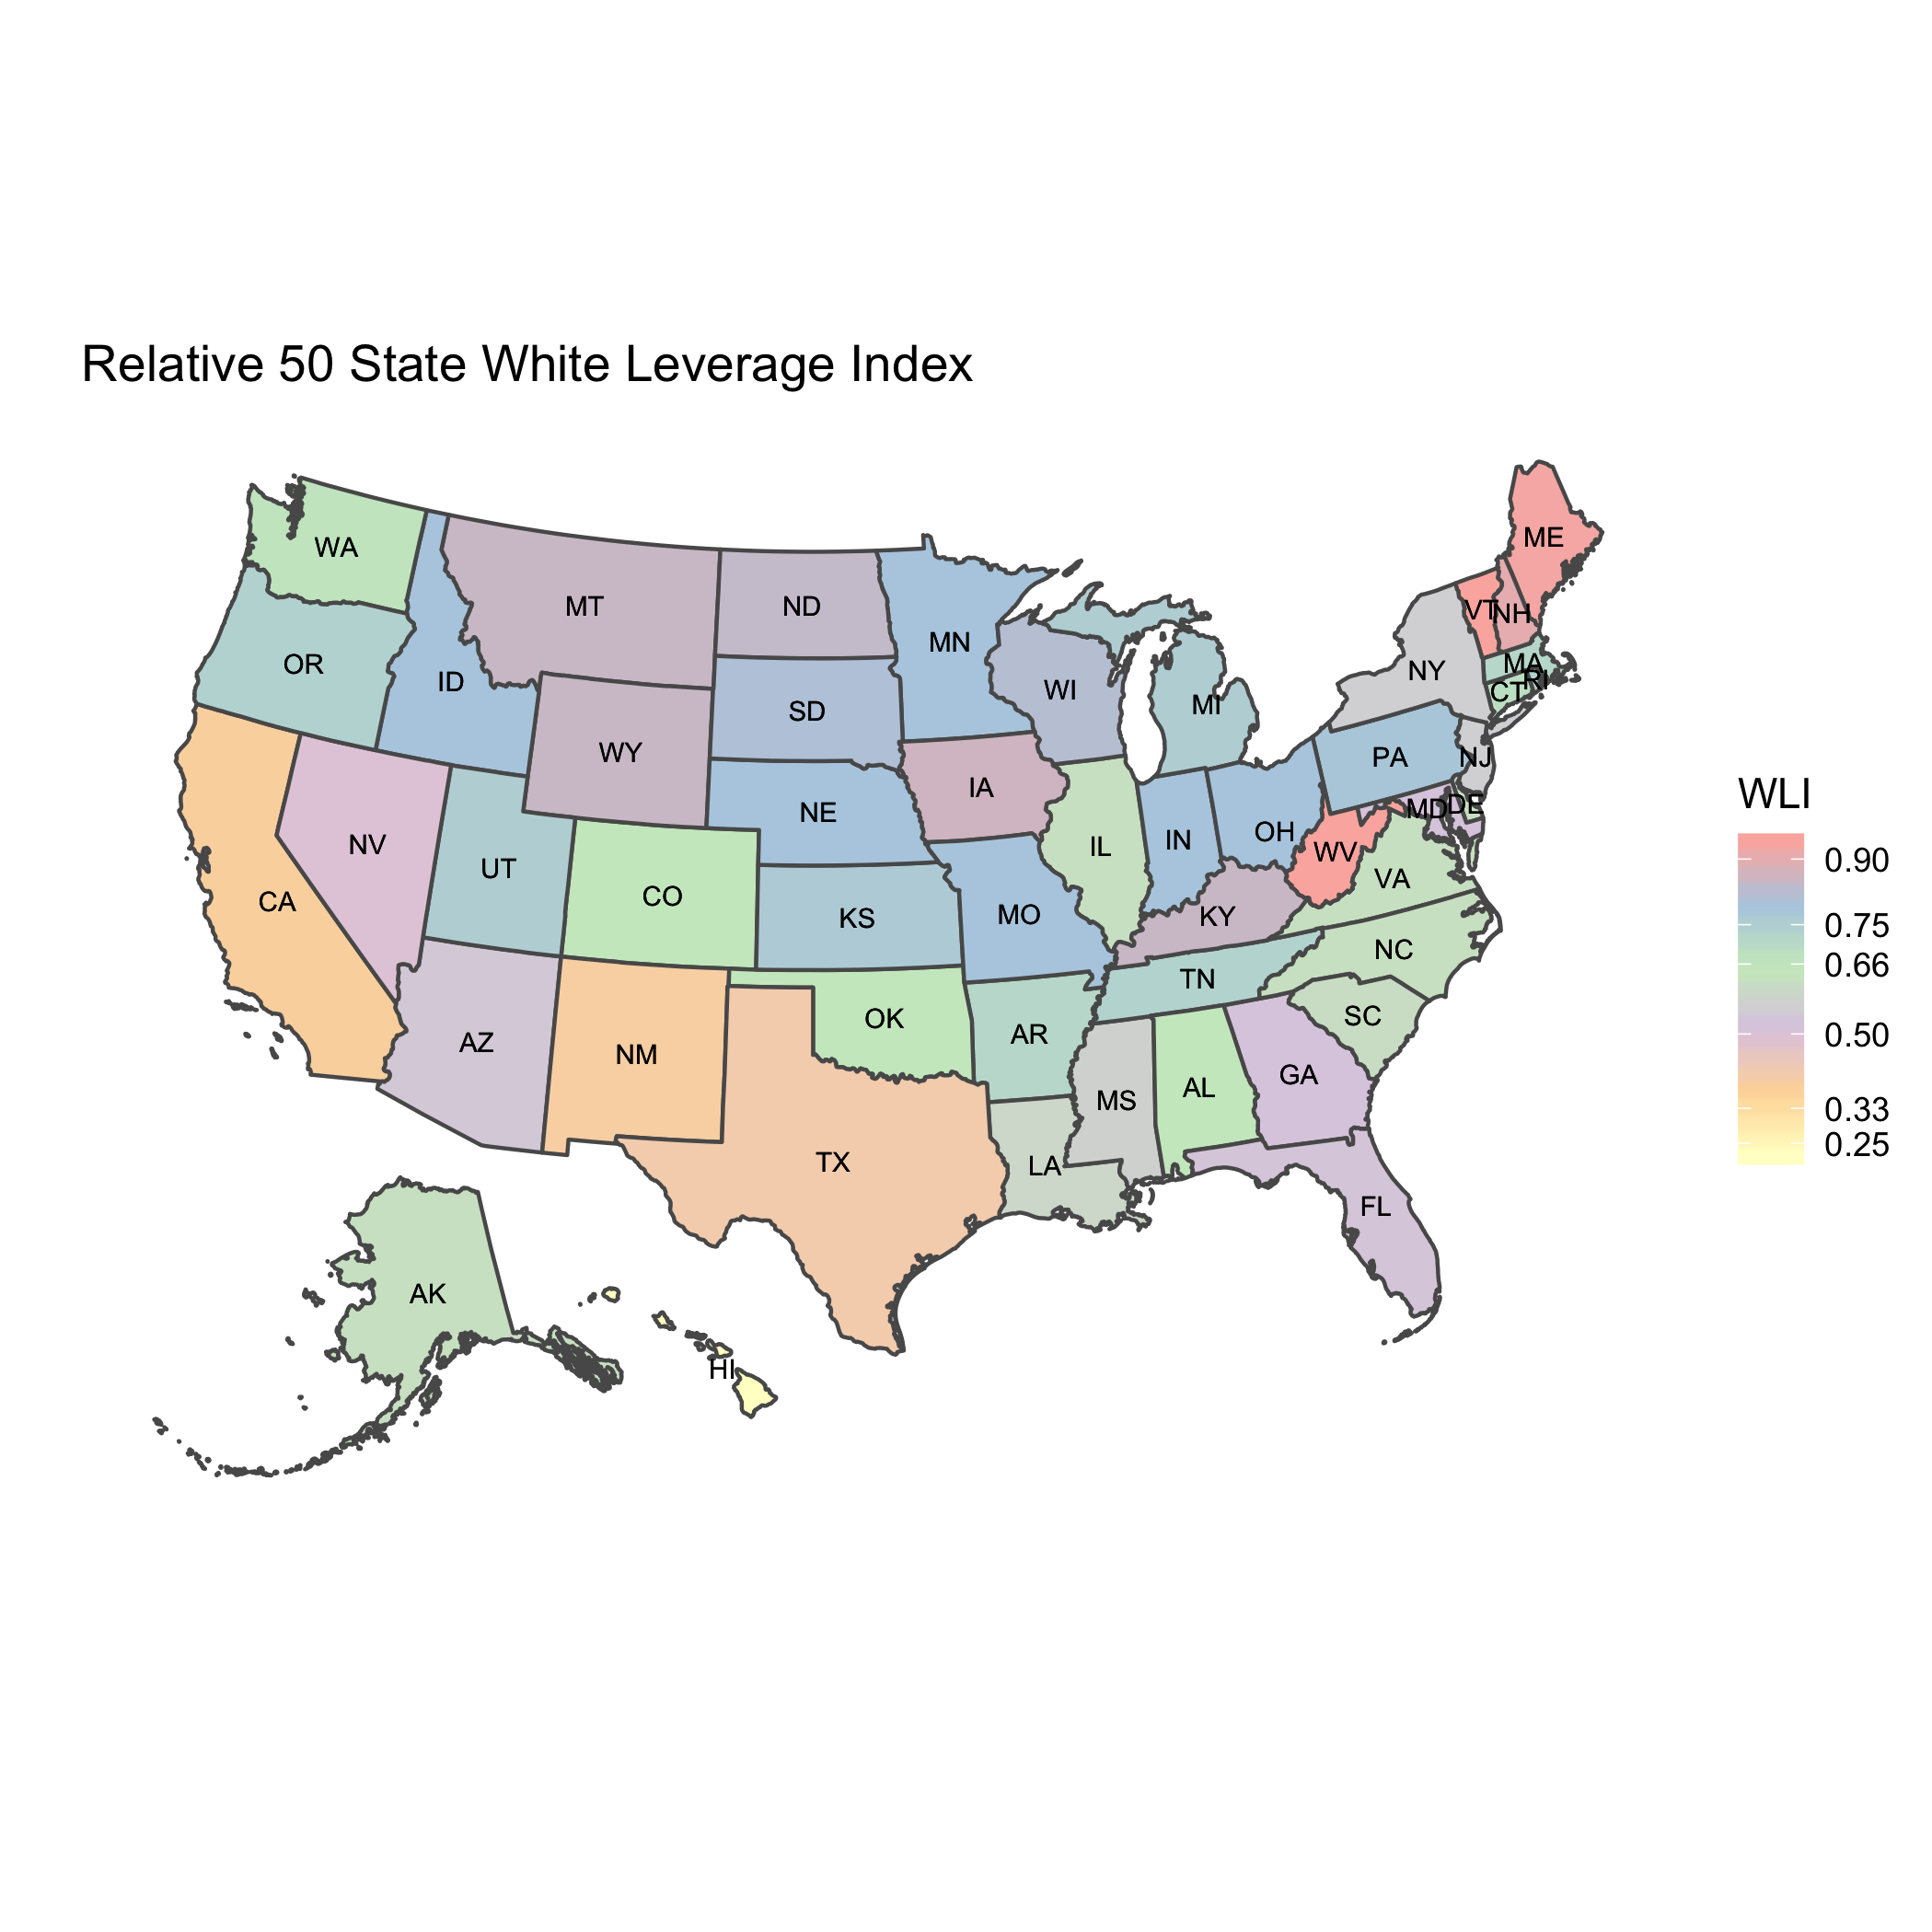 Relative 50 State White Leverage Index
ME
WA
MT
ND
VT
NH
MN
OR
MA
NY
RI
ID
WI
CT
SD
MI
WY
PA
NJ
IA
WLI
DE
MD
NE
OH
IN
NV
IL
WV
0.90
UT
VA
CO
CA
MO
KY
KS
0.75
NC
0.66
TN
SC
OK
AR
0.50
AZ
NM
GA
AL
MS
0.33
0.25
TX
LA
FL
AK
HI